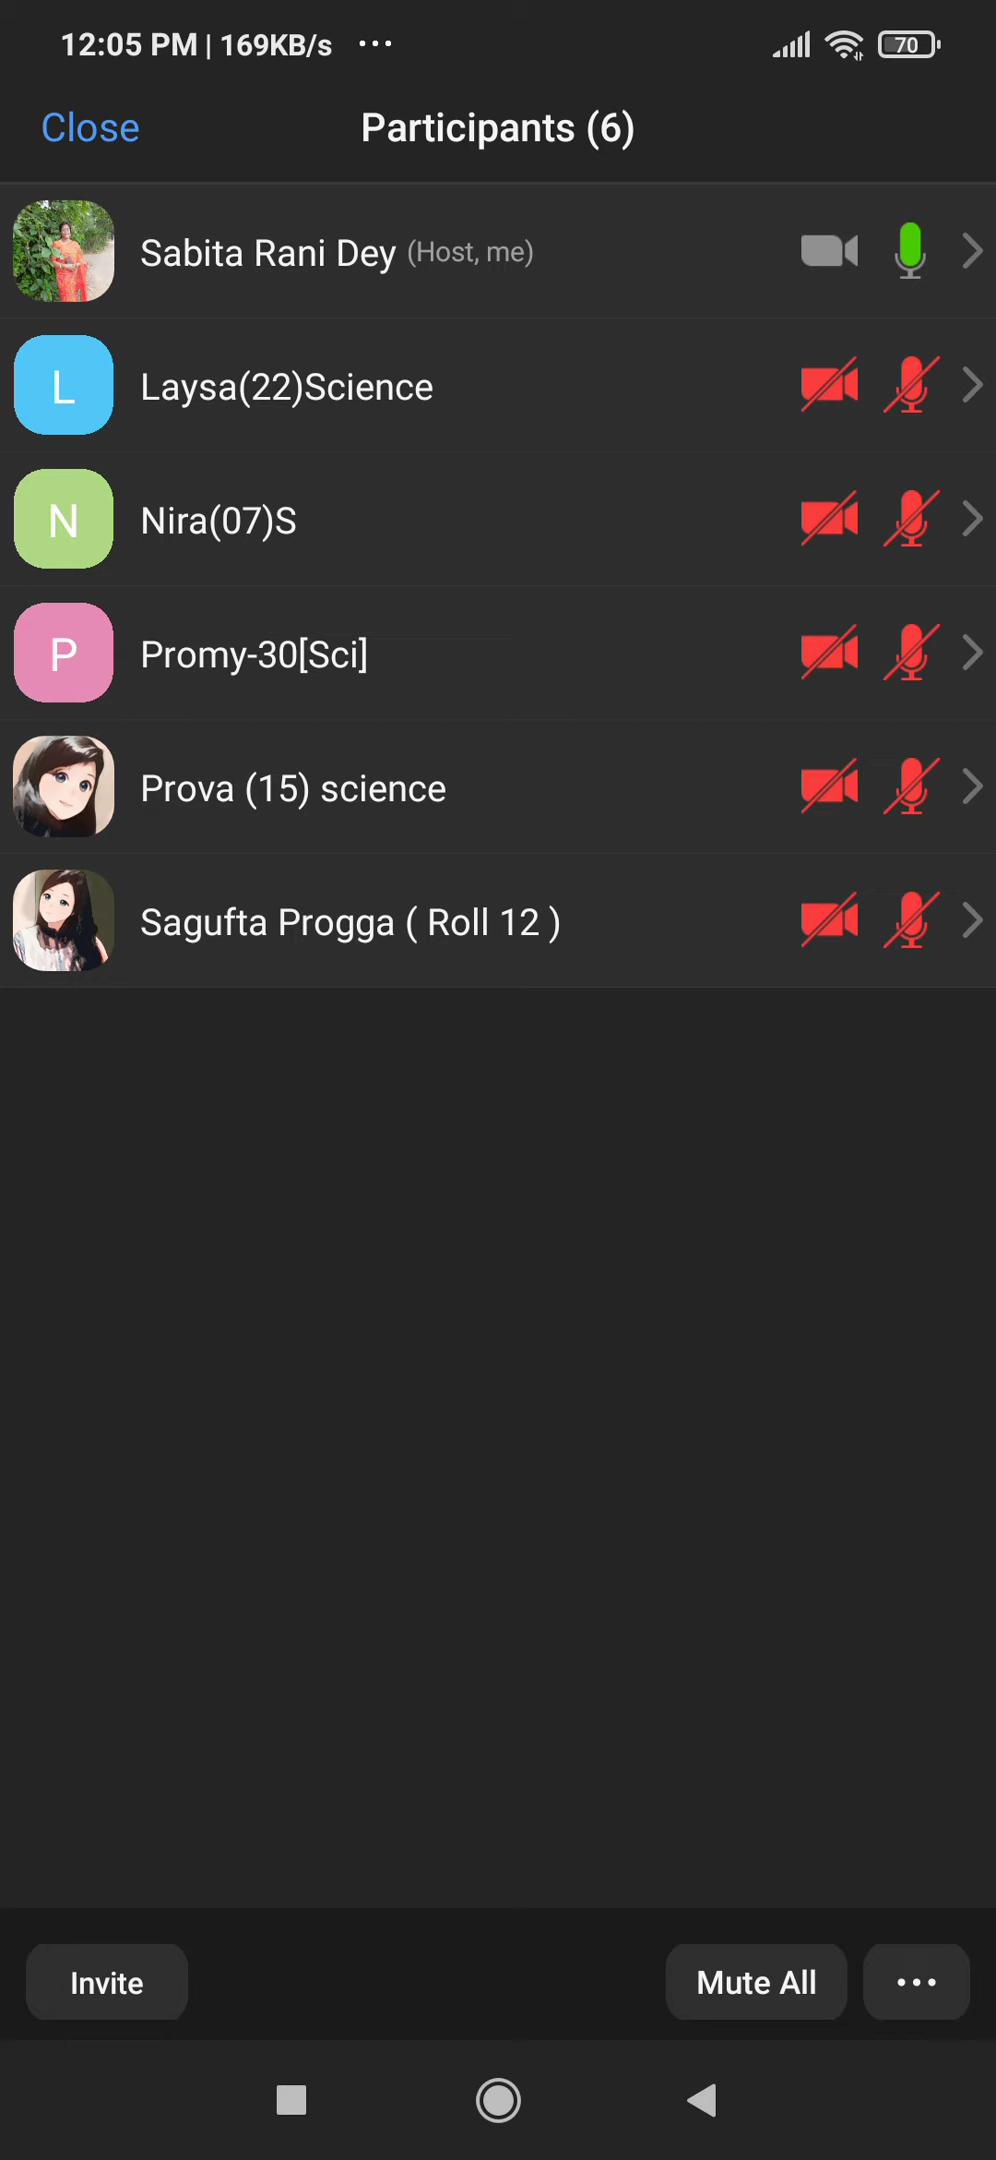 12:05 PM | 169KB/s ... 70
Close Participants (6)
Sabita Rani Dey (Host, me)
L Laysa(22)Science
N Nira(07)S
P Promy-30[Sci]
Prova (15) science
Sagufta Progga ( Roll 12 )
Invite Mute All ...